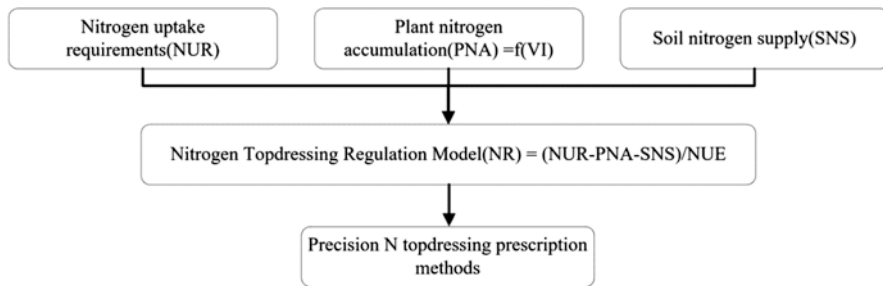 Nitrogen uptake
requirements(NUR)
Plant nitrogen
accumulation(PNA) =f(VI)
Soil nitrogen supply(SNS)
Nitrogen Topdressing Regulation Model(NR) = (NUR-PNA-SNS)/NUE
Precision N topdressing prescription
methods